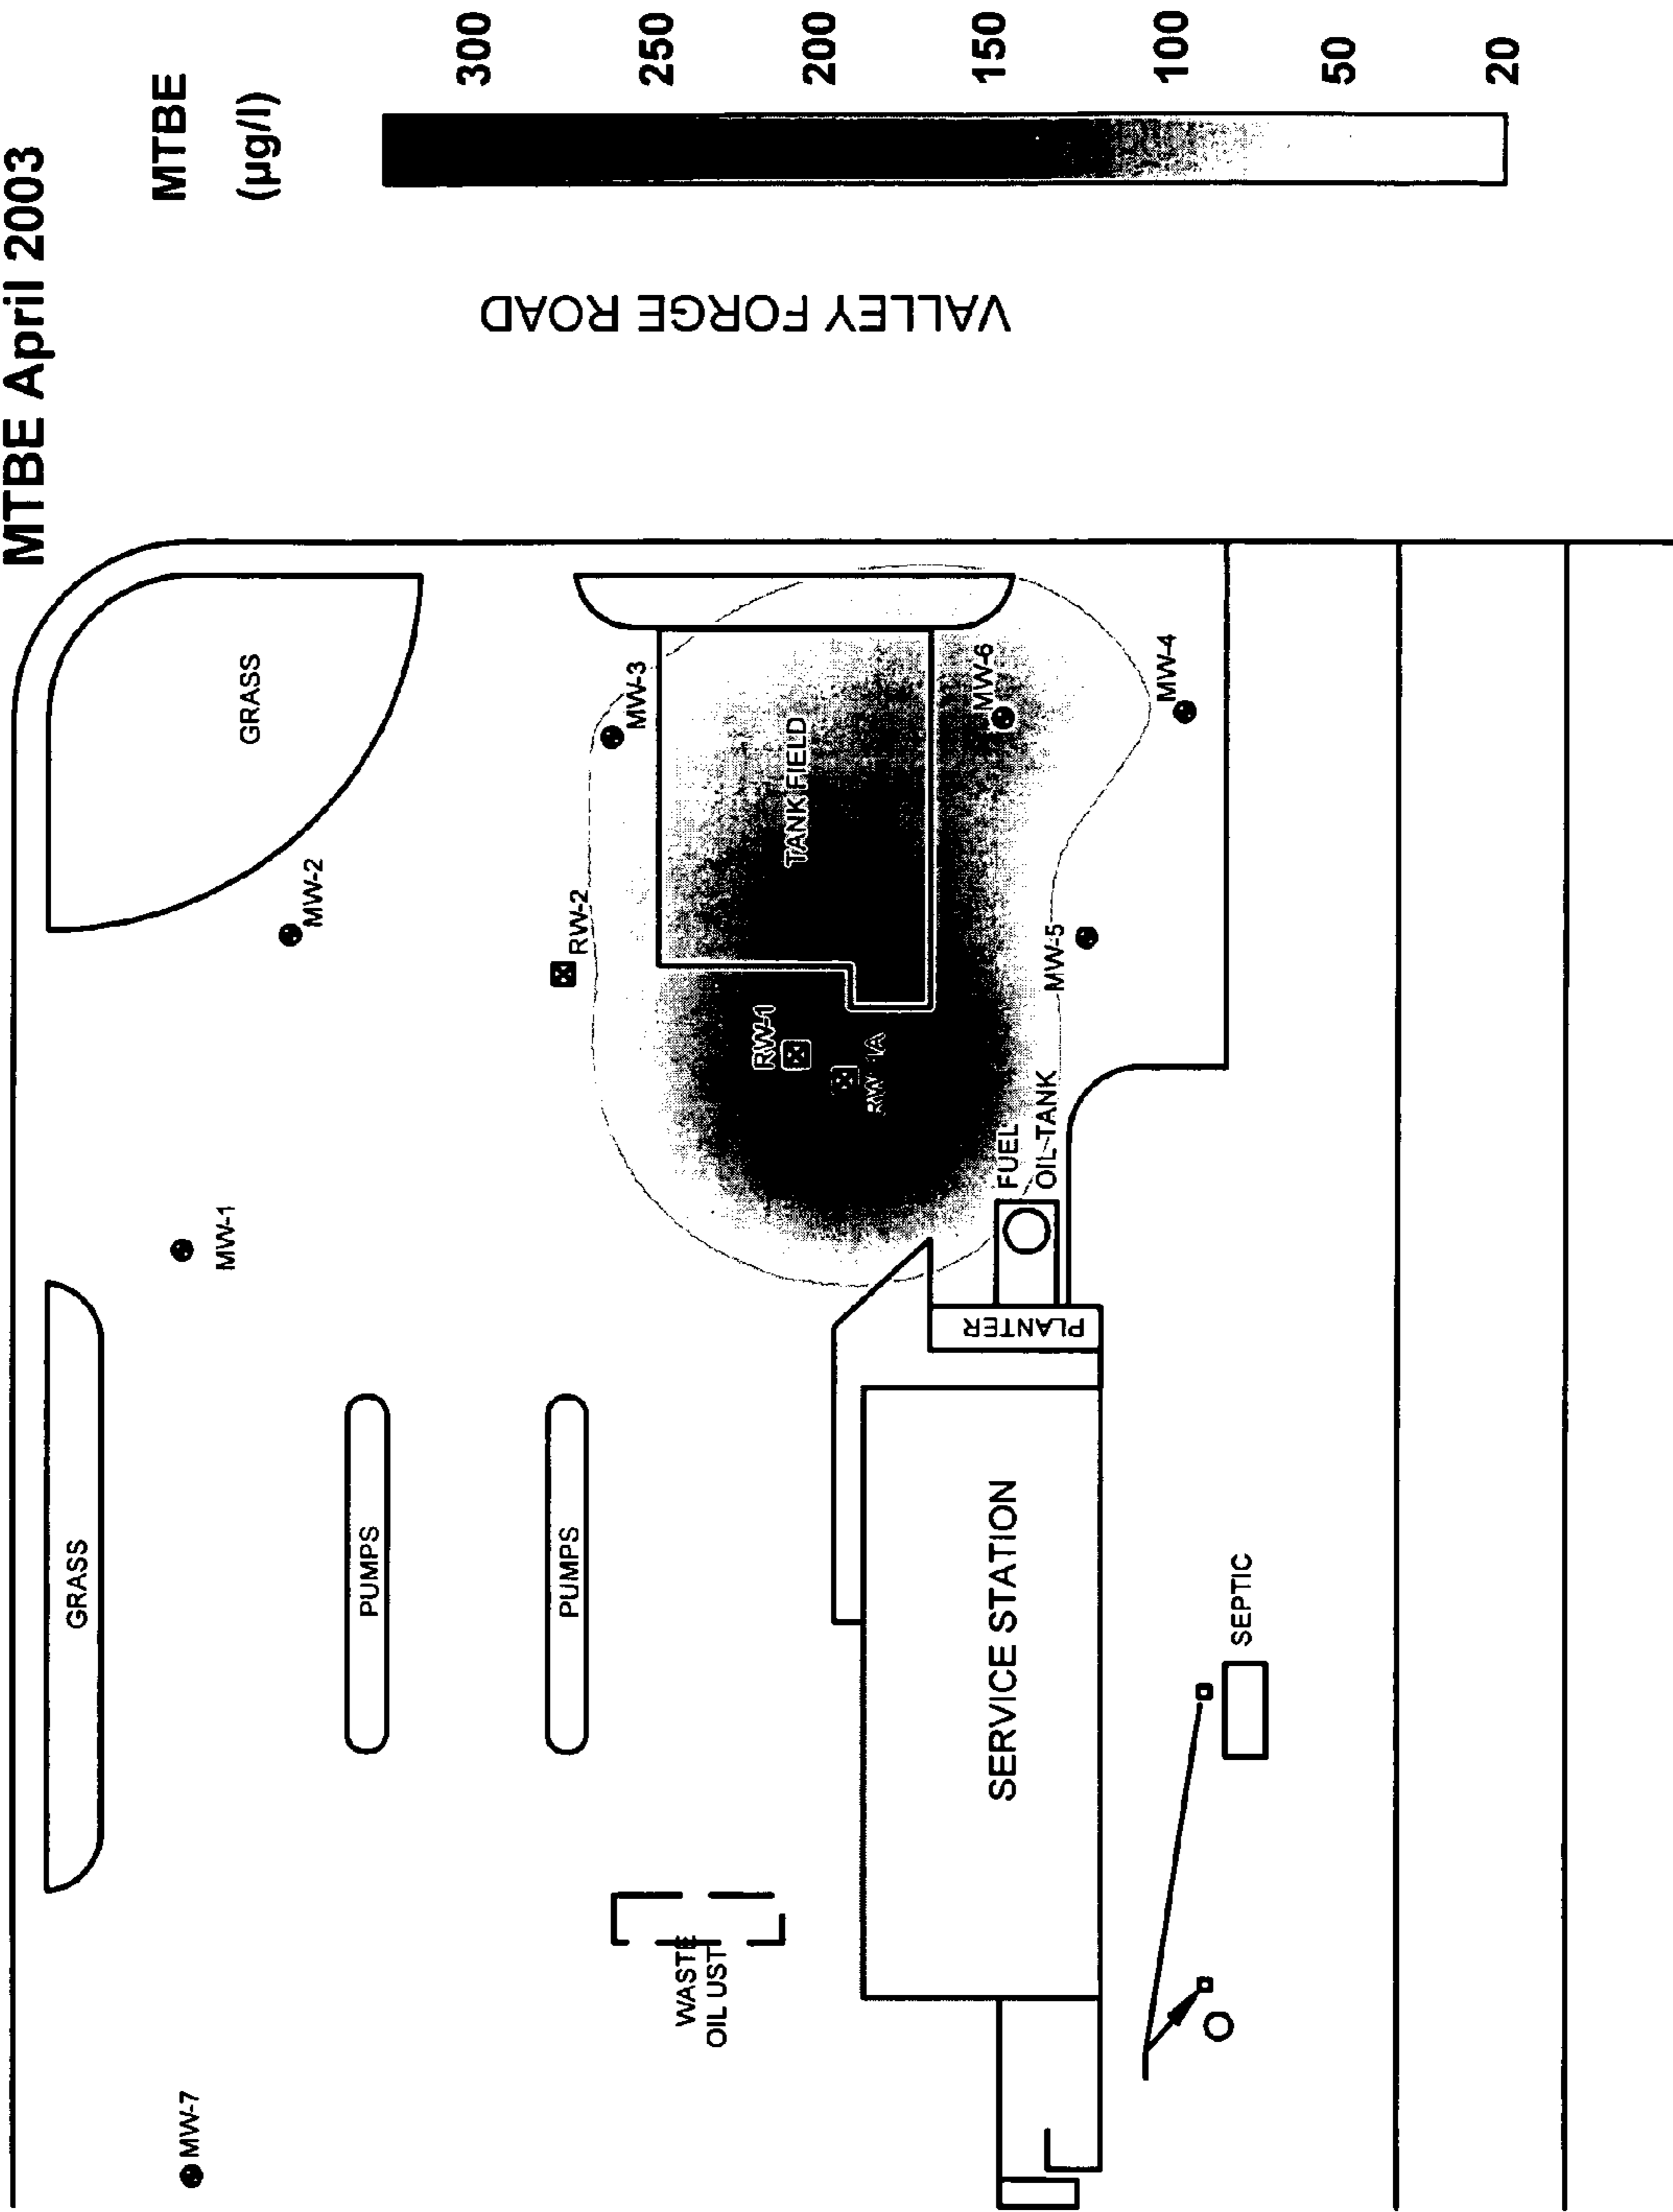 MTBE April 2003
MTBE
(µg/l)
300
250
200
150
100
50
20
VALLEY FORGE ROAD
GRASS
MW-2
RW-2
MW-3
TANK FIELD
MW-6
MW-4
MW-5
RW-1
RW-1A
FUEL
OIL TANK
MW-1
PLANTER
GRASS
PUMPS
PUMPS
SERVICE STATION
SEPTIC
WASTE
OIL UST
MW-7